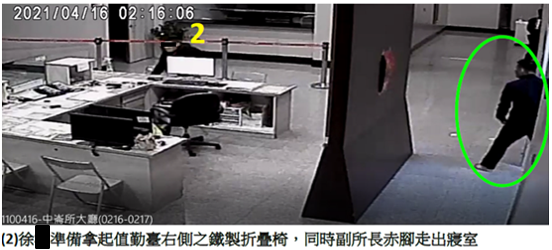 2021/04/16 02:16:06
2
1100416-中崙所大廳(0216-0217)
(2)徐 準備拿起值勤臺右側之鐵製折疊椅，同時副所長赤腳走出寢室